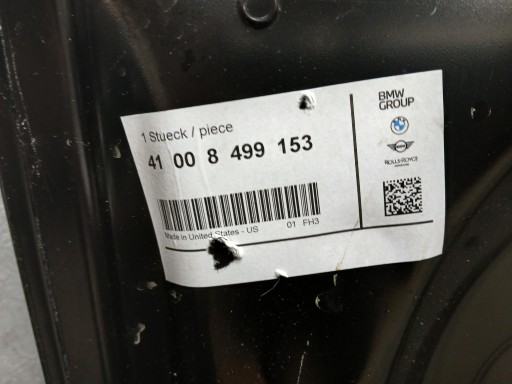 1 Stueck / piece
41 00 8 499 153
Made in United States - US 01 FH3
BMW
GROUP
ROLLS-ROYCE